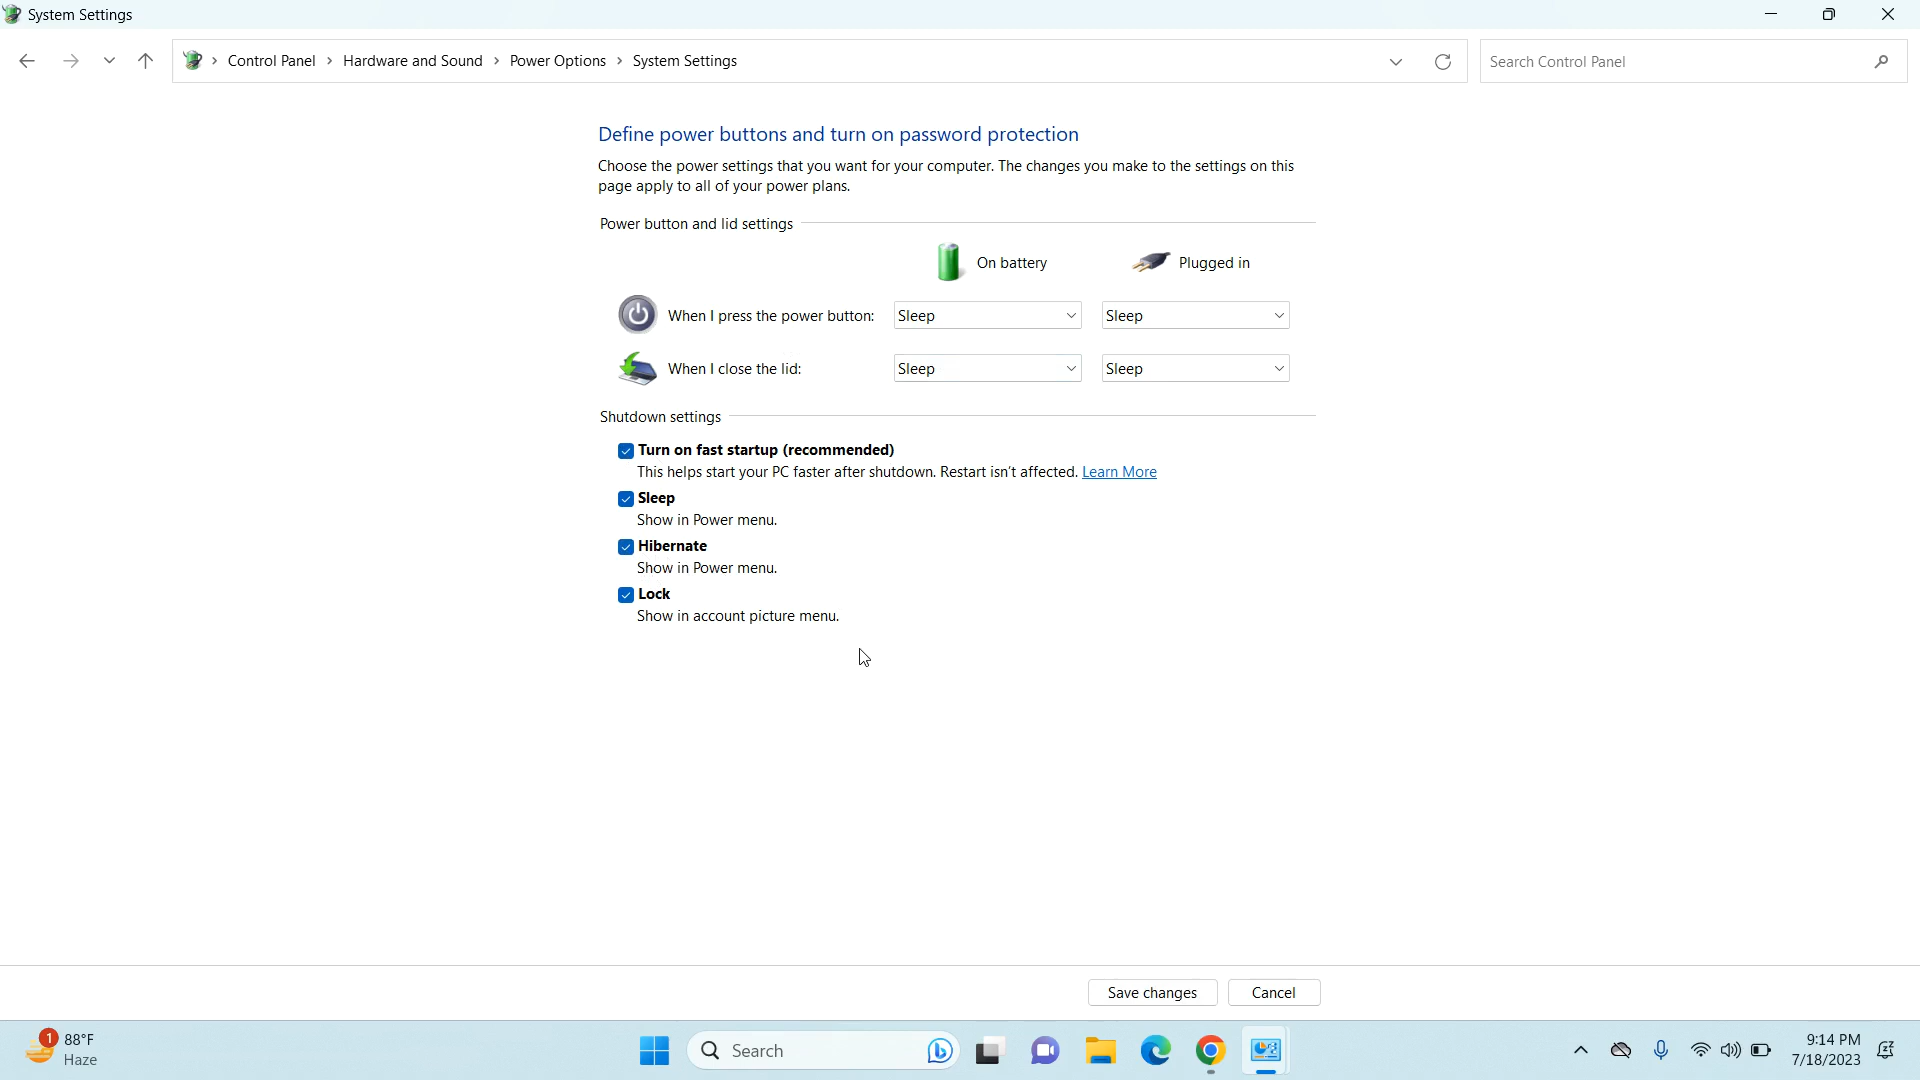 System Settings
Control Panel > Hardware and Sound > Power Options > System Settings
Search Control Panel
Define power buttons and turn on password protection
Choose the power settings that you want for your computer. The changes you make to the settings on this
page apply to all of your power plans.
Power button and lid settings
On battery
Plugged in
When I press the power button:
Sleep
Sleep
When I close the lid:
Sleep
Sleep
Shutdown settings
Turn on fast startup (recommended)
This helps start your PC faster after shutdown. Restart isn't affected. Learn More
Sleep
Show in Power menu.
Hibernate
Show in Power menu.
Lock
Show in account picture menu.
Save changes
Cancel
1
88°F
Haze
Search
9:14 PM
7/18/2023